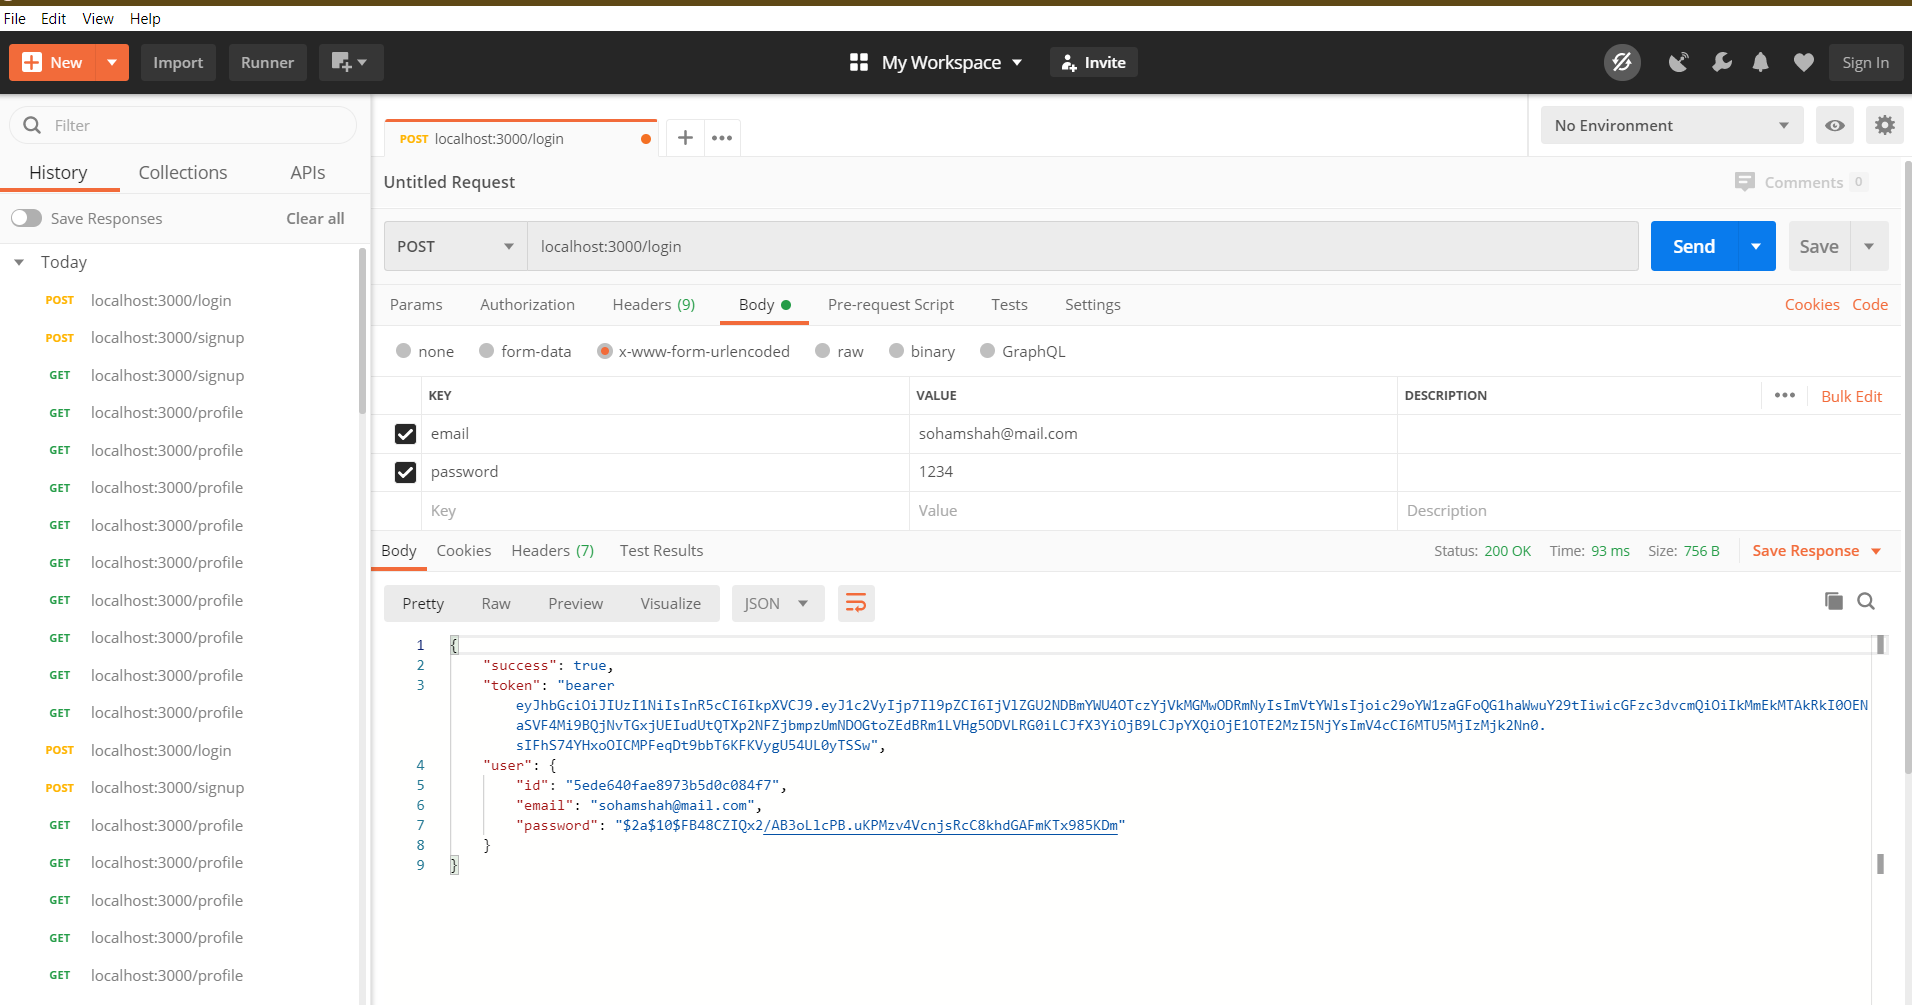 File Edit View Help
New Import Runner My Workspace Invite Sign In
Filter
History Collections APIs
Save Responses Clear all
Today
POST localhost:3000/login
POST localhost:3000/signup
GET localhost:3000/signup
GET localhost:3000/profile
GET localhost:3000/profile
GET localhost:3000/profile
GET localhost:3000/profile
GET localhost:3000/profile
GET localhost:3000/profile
GET localhost:3000/profile
GET localhost:3000/profile
GET localhost:3000/profile
POST localhost:3000/login
POST localhost:3000/signup
GET localhost:3000/profile
GET localhost:3000/profile
GET localhost:3000/profile
GET localhost:3000/profile
GET localhost:3000/profile
POST localhost:3000/login
No Environment
Untitled Request
Comments 0
POST localhost:3000/login Send Save
Params Authorization Headers (9) Body Pre-request Script Tests Settings Cookies Code
none form-data x-www-form-urlencoded raw binary GraphQL
KEY VALUE DESCRIPTION Bulk Edit
email sohamshah@mail.com
password 1234
Key Value Description
Body Cookies Headers (7) Test Results Status: 200 OK Time: 93 ms Size: 756 B Save Response
Pretty Raw Preview Visualize JSON
1 {
2 "success": true,
3 "token": "bearer
4 "user": {
5 "id": "5ede640fae8973b5d0c084f7",
6 "email": "sohamshah@mail.com",
7 "password": "$2a$10$FB48CZIQx2/AB3oLlcPB.uKPMzv4VcnjsRcC8khdGAFmKTx985KDm"
8 }
9 }